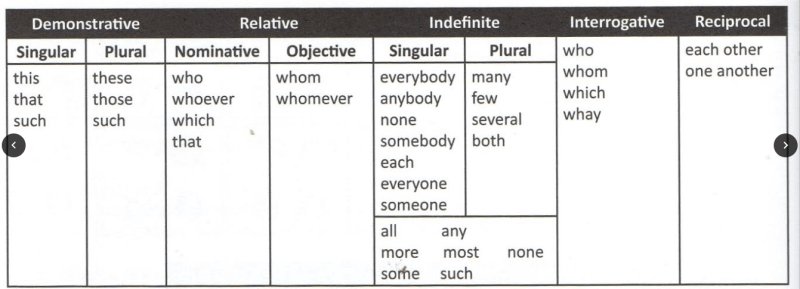 Demonstrative Relative Indefinite Interrogative Reciprocal
Singular Plural Nominative Objective Singular Plural who each other
this these who whom everybody many whom one another
that those whoever whomever anybody few which
such such which none several whay
that somebody both
each
everyone
someone
all any
more most none
some such